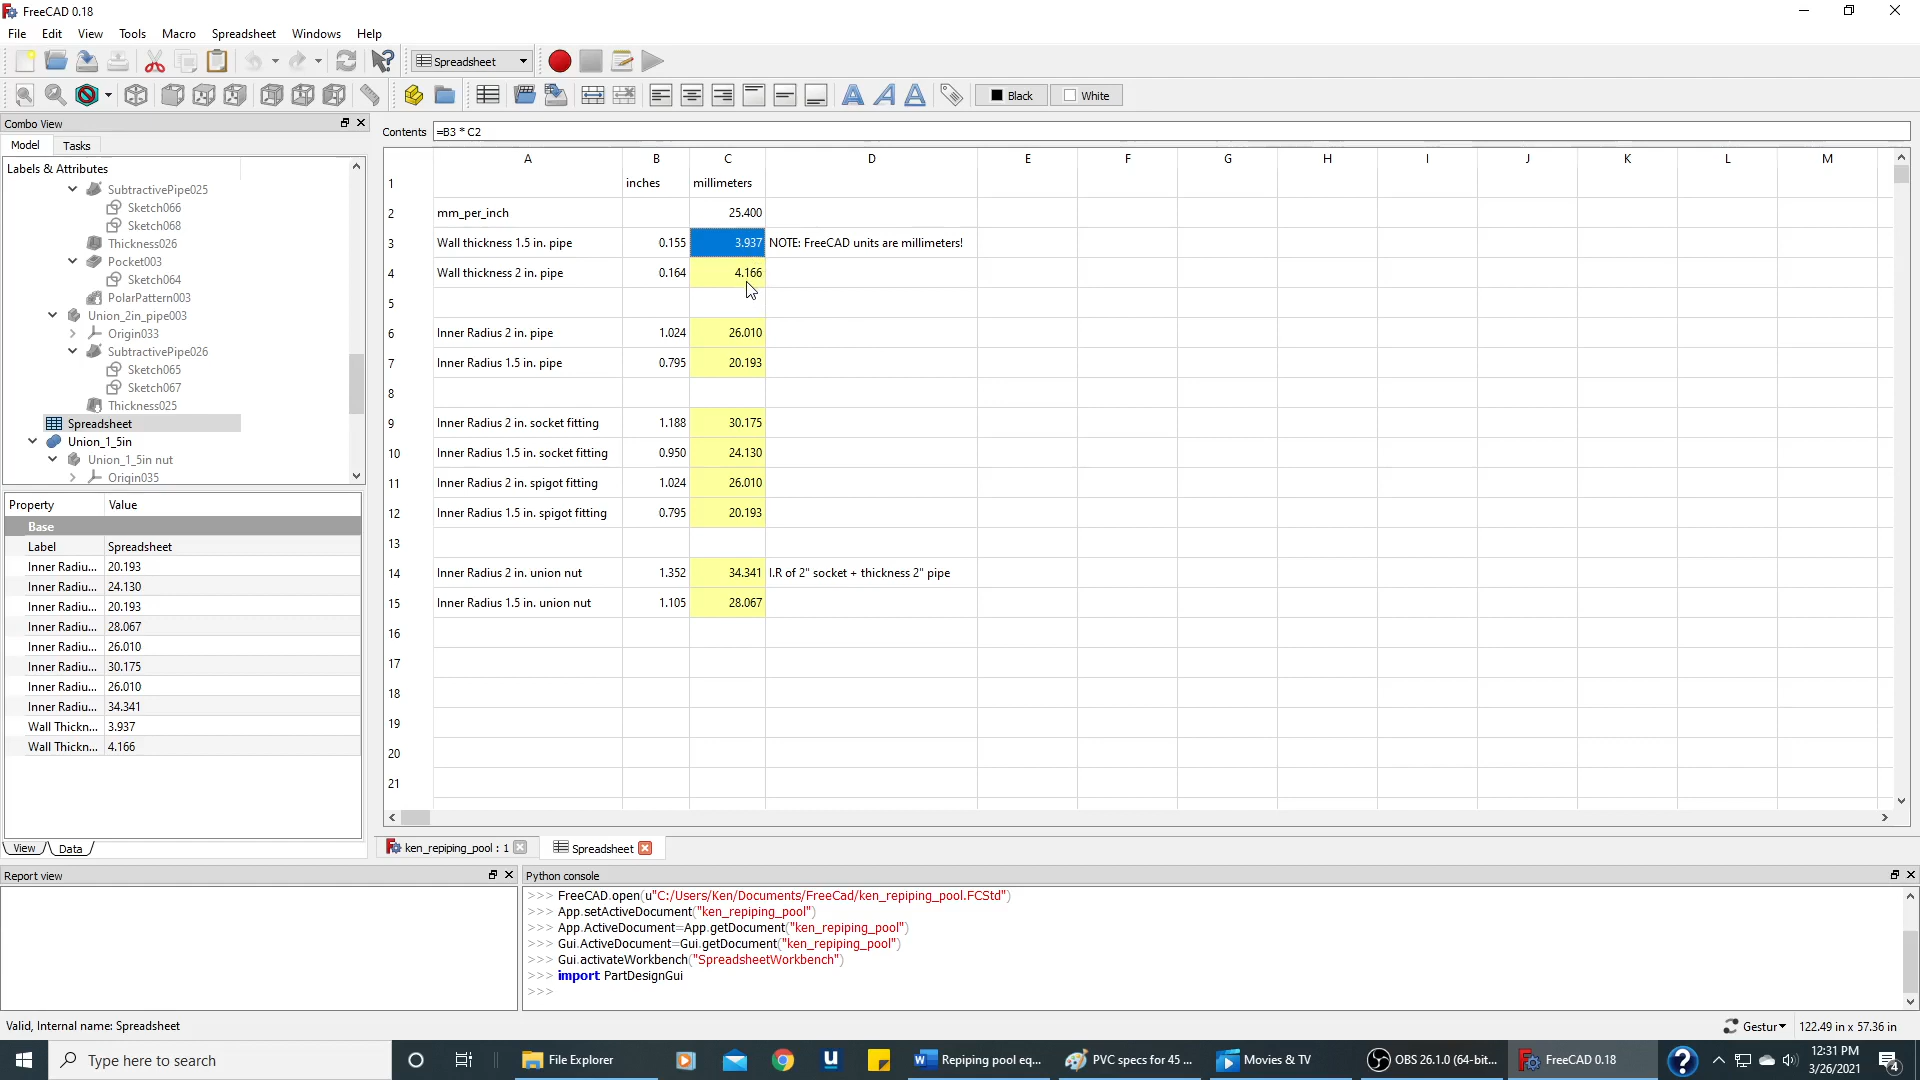 FreeCAD 0.18
File Edit View Tools Macro Spreadsheet Windows Help
Spreadsheet
Black White
Combo View
Model Tasks
Labels & Attributes
SubtractivePipe025
Sketch066
Sketch068
Thickness026
Pocket003
Sketch064
PolarPattern003
Union_2in_pipe003
Origin033
SubtractivePipe026
Sketch065
Sketch067
Thickness025
Spreadsheet
Union_1_5in
Union_1_5in nut
Origin035
Property Value
Base
Label Spreadsheet
Inner Radiu... 20.193
Inner Radiu... 24.130
Inner Radiu... 20.193
Inner Radiu... 28.067
Inner Radiu... 26.010
Inner Radiu... 30.175
Inner Radiu... 26.010
Inner Radiu... 34.341
Wall Thickn... 3.937
Wall Thickn... 4.166
View Data
Contents =B3 * C2
A B C D E F G H I J K L M
1 inches millimeters
2 mm_per_inch 25.400
3 Wall thickness 1.5 in. pipe 0.155 3.937 NOTE: FreeCAD units are millimeters!
4 Wall thickness 2 in. pipe 0.164 4.166
5
6 Inner Radius 2 in. pipe 1.024 26.010
7 Inner Radius 1.5 in. pipe 0.795 20.193
8
9 Inner Radius 2 in. socket fitting 1.188 30.175
10 Inner Radius 1.5 in. socket fitting 0.950 24.130
11 Inner Radius 2 in. spigot fitting 1.024 26.010
12 Inner Radius 1.5 in. spigot fitting 0.795 20.193
13
14 Inner Radius 2 in. union nut 1.352 34.341 I.R of 2" socket + thickness 2" pipe
15 Inner Radius 1.5 in. union nut 1.105 28.067
16
17
18
19
20
21
ken_repiping_pool : 1 Spreadsheet
Report view
Python console
>>> FreeCAD.open(u"C:/Users/Ken/Documents/FreeCad/ken_repiping_pool.FCStd")
>>> App.setActiveDocument("ken_repiping_pool")
>>> App.ActiveDocument=App.getDocument("ken_repiping_pool")
>>> Gui.ActiveDocument=Gui.getDocument("ken_repiping_pool")
>>> Gui.activateWorkbench("SpreadsheetWorkbench")
>>> import PartDesignGui
>>>
Valid, Internal name: Spreadsheet
Gestur 122.49 in x 57.36 in
Type here to search
File Explorer
Repiping pool eq...
PVC specs for 45 ...
Movies & TV
OBS 26.1.0 (64-bit...
FreeCAD 0.18
12:31 PM
3/26/2021
4